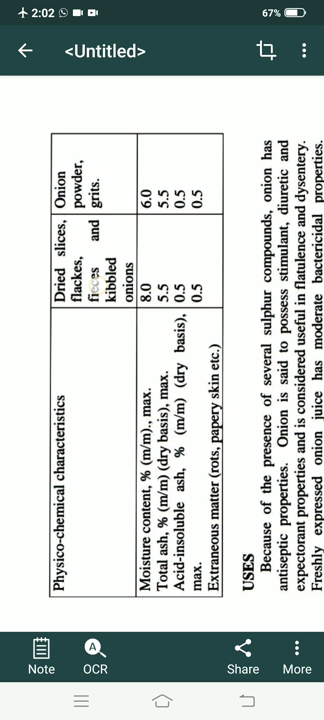 2:02
67%
<Untitled>
Physico-chemical characteristics
Dried slices,
flackes,
fieces and
kibbled
onions
Onion
powder,
grits.
Moisture content, % (m/m)., max. 8.0 6.0
Total ash, % (m/m) (dry basis), max. 5.5 5.5
Acid-insoluble ash, % (m/m) (dry basis), 0.5 0.5
max. 0.5 0.5
Extraneous matter (rots, papery skin etc.)
USES
Because of the presence of several sulphur compounds, onion has
antiseptic properties. Onion is said to possess stimulant, diuretic and
expectorant properties and is considered useful in flatulence and dysentery.
Freshly expressed onion juice has moderate bactericidal properties.
Note
OCR
Share
More